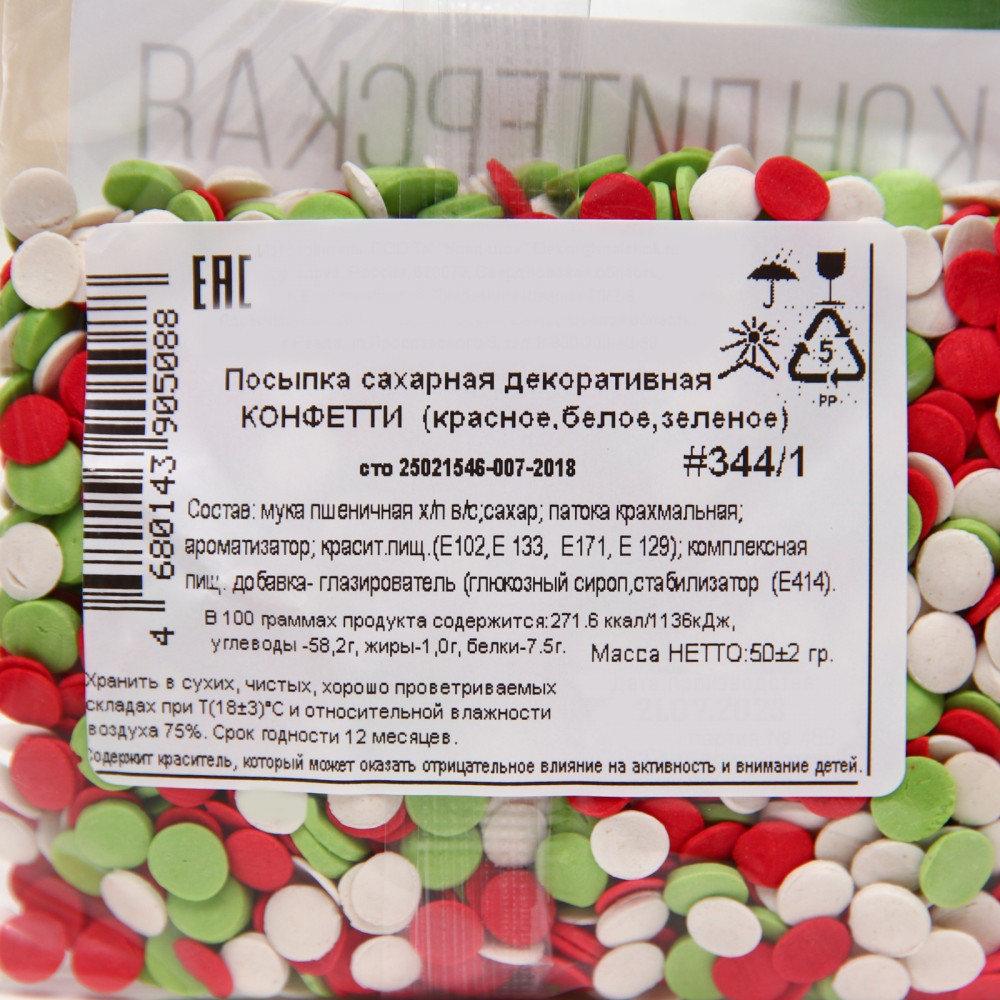 КОНДИТЕРСКАЯ
ЕАС
4 680143 905088
5
PP
Посыпка сахарная декоративная
КОНФЕТТИ (красное,белое,зеленое)
сто 25021546-007-2018 #344/1
Состав: мука пшеничная х/п в/с;сахар; патока крахмальная;
ароматизатор; красит.пищ.(Е102,Е 133, Е171, Е 129); комплексная
пищ. добавка- глазирователь (глюкозный сироп,стабилизатор (Е414).
В 100 граммах продукта содержится:271.6 ккал/1136кДж,
углеводы -58,2г, жиры-1,0г, белки-7.5г. Масса НЕТТО:50±2 гр.
Хранить в сухих, чистых, хорошо проветриваемых
складах при Т(18±3)°С и относительной влажности
воздуха 75%. Срок годности 12 месяцев.
Содержит краситель, который может оказать отрицательное влияние на активность и внимание детей.